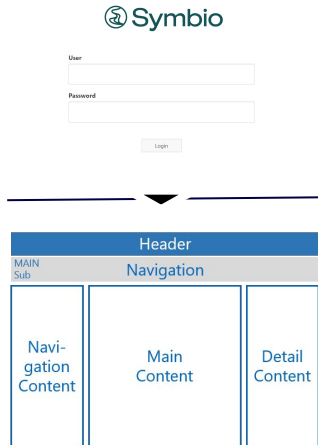 Symbio
User
Password
Login
Header
MAIN
Sub
Navigation
Navi-
gation
Content
Main
Content
Detail
Content